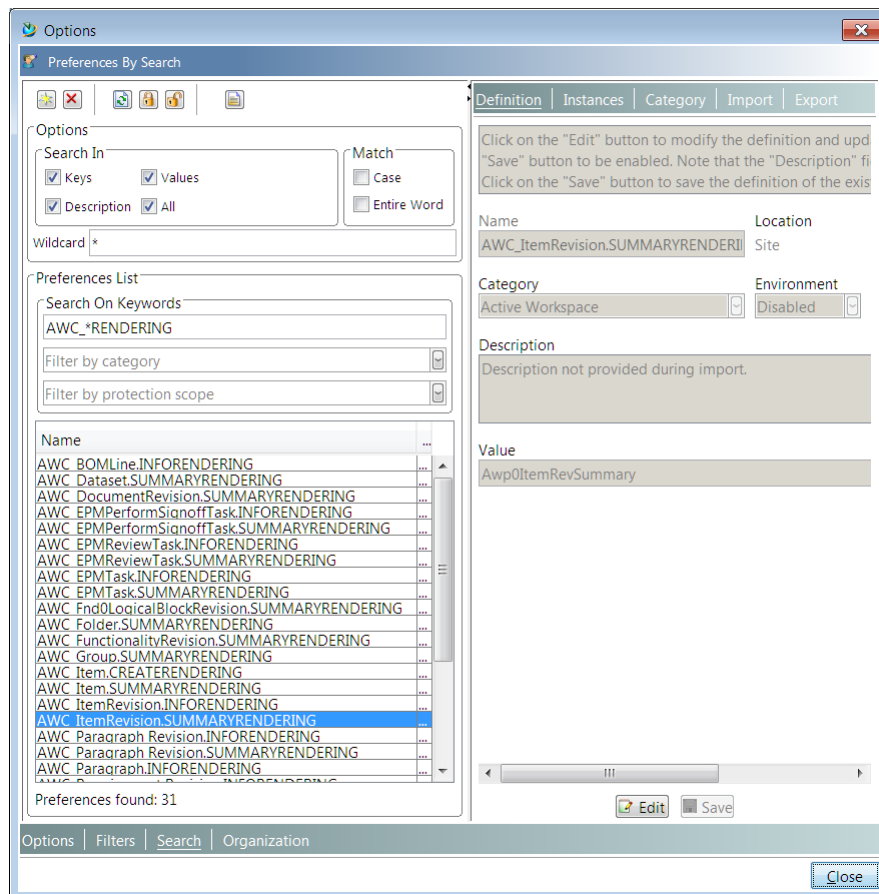 Options
Preferences By Search
Options
Search In
Keys
Values
Description
All
Match
Case
Entire Word
Wildcard *
Preferences List
Search On Keywords
AWC_*RENDERING
Filter by category
Filter by protection scope
Name ...
AWC_BOMLine.INFORENDERING ...
AWC_Dataset.SUMMARYRENDERING ...
AWC_DocumentRevision.SUMMARYRENDERING ...
AWC_EPMPerformSignoffTask.INFORENDERING ...
AWC_EPMPerformSignoffTask.SUMMARYRENDERING ...
AWC_EPMReviewTask.INFORENDERING ...
AWC_EPMReviewTask.SUMMARYRENDERING ...
AWC_EPMTask.INFORENDERING ...
AWC_EPMTask.SUMMARYRENDERING ...
AWC_Fnd0LogicalBlockRevision.SUMMARYRENDERING ...
AWC_Folder.SUMMARYRENDERING ...
AWC_FunctionalityRevision.SUMMARYRENDERING ...
AWC_Group.SUMMARYRENDERING ...
AWC_Item.CREATERENDERING ...
AWC_Item.SUMMARYRENDERING ...
AWC_ItemRevision.INFORENDERING ...
AWC_ItemRevision.SUMMARYRENDERING ...
AWC_Paragraph Revision.INFORENDERING ...
AWC_Paragraph Revision.SUMMARYRENDERING ...
AWC_Paragraph.INFORENDERING ...
Preferences found: 31
Definition | Instances | Category | Import | Export
Click on the "Edit" button to modify the definition and upd
"Save" button to be enabled. Note that the "Description" fi
Click on the "Save" button to save the definition of the exis
Name
AWC_ItemRevision.SUMMARYRENDERI
Location
Site
Category
Active Workspace
Environment
Disabled
Description
Description not provided during import.
Value
Awp0ItemRevSummary
Edit
Save
Options | Filters | Search | Organization
Close